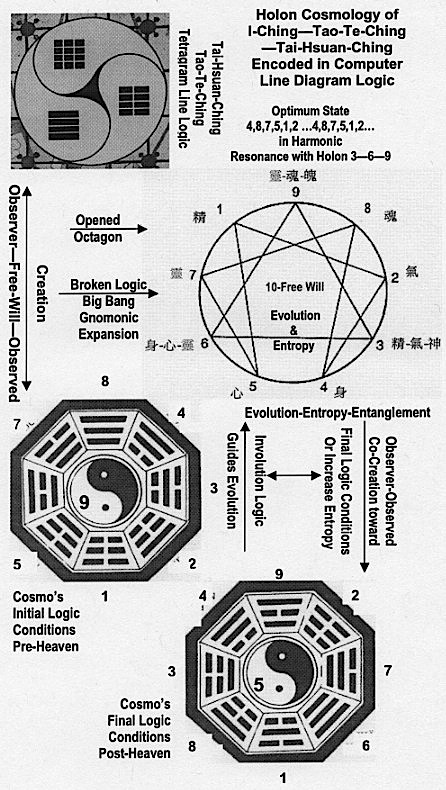 Holon Cosmology of
I-Ching—Tao-Te-Ching
—Tai-Hsuan-Ching
Encoded in Computer
Line Diagram Logic
Tai-Hsuan-Ching
Tao-Te-Ching
Tetragram Line Logic
Optimum State
4,8,7,5,1,2 ...4,8,7,5,1,2...
in Harmonic
Resonance with Holon 3—6—9
Observer—Free-Will—Observed
Creation
Opened
Octagon
Broken Logic
Big Bang
Gnomonic
Expansion
靈-魂-魄
9
精 1
8 魂
靈 7
2 氣
10-Free Will
Evolution
&
Entropy
身-心-靈 6
3 精-氣-神
心 5
4 身
Evolution-Entropy-Entanglement
8
7
4
9
3
5
2
1
Involution Logic
Guides Evolution
Final Logic Conditions
Or Increase Entropy
Observer-Observed
Co-Creation toward
Cosmo's
Initial Logic
Conditions
Pre-Heaven
9
4
2
3
5
7
8
6
1
Cosmo's
Final Logic
Conditions
Post-Heaven